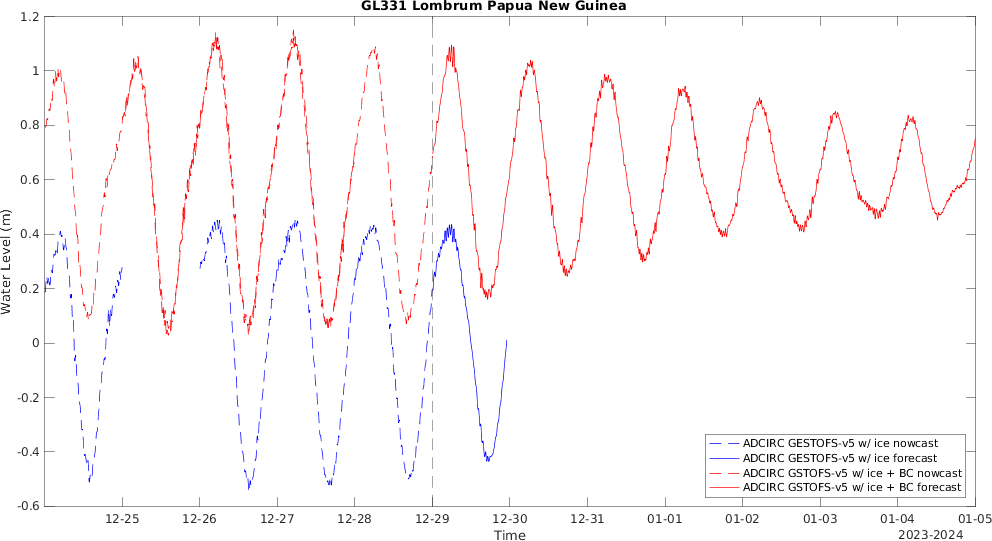 GL331 Lombrum Papua New Guinea
1.2
1
0.8
0.6
0.4
0.2
0
-0.2
-0.4
-0.6
Water Level (m)
ADCIRC GESTOFS-v5 w/ ice nowcast
ADCIRC GESTOFS-v5 w/ ice forecast
ADCIRC GSTOFS-v5 w/ ice + BC nowcast
ADCIRC GSTOFS-v5 w/ ice + BC forecast
12-25 12-26 12-27 12-28 12-29 12-30 12-31 01-01 01-02 01-03 01-04 01-05
Time
2023-2024